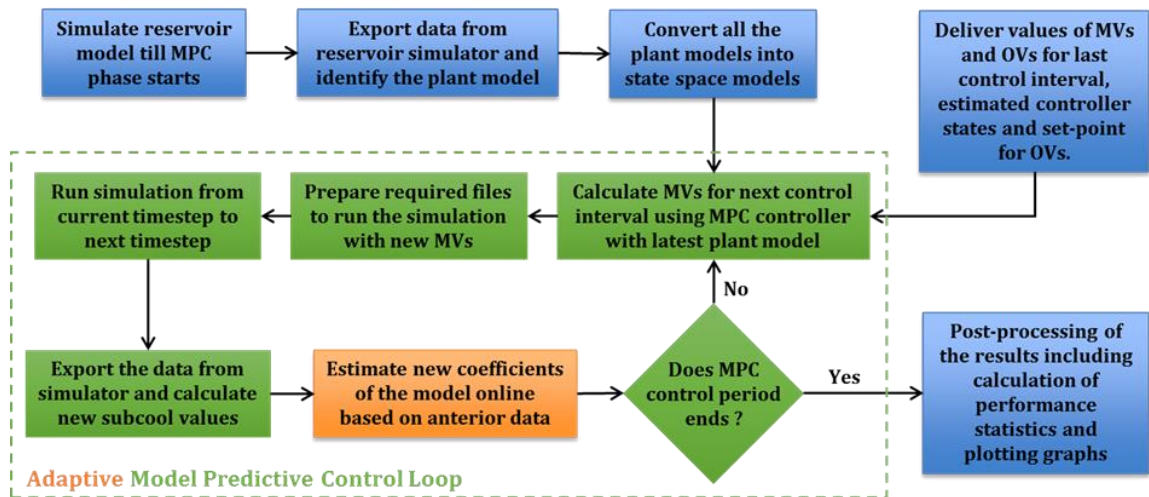 Simulate reservoir
model till MPC
phase starts
Export data from
reservoir simulator and
identify the plant model
Convert all the
plant models into
state space models
Deliver values of MVs
and OVs for last
control interval,
estimated controller
states and set-point
for OVs.
Run simulation from
current timestep to
next timestep
Prepare required files
to run the simulation
with new MVs
Calculate MVs for next control
interval using MPC controller
with latest plant model
No
Export the data from
simulator and calculate
new subcool values
Estimate new coefficients
of the model online
based on anterior data
Does MPC
control period
ends ?
Yes
Post-processing of
the results including
calculation of
performance
statistics and
plotting graphs
Adaptive Model Predictive Control Loop